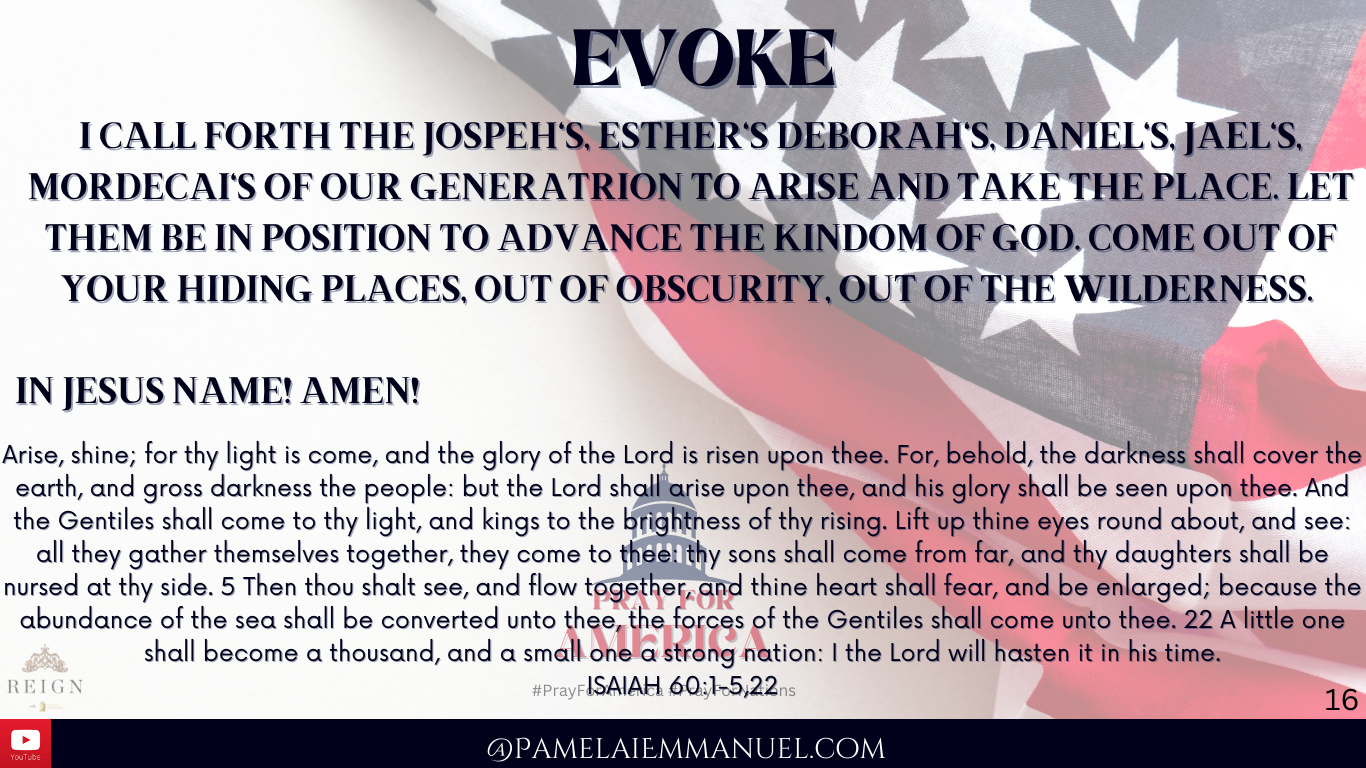 EVOKE
I CALL FORTH THE JOSPEH'S, ESTHER'S DEBORAH'S, DANIEL'S, JAEL'S,
MORDECAI'S OF OUR GENERATRION TO ARISE AND TAKE THE PLACE. LET
THEM BE IN POSITION TO ADVANCE THE KINDOM OF GOD. COME OUT OF
YOUR HIDING PLACES, OUT OF OBSCURITY, OUT OF THE WILDERNESS.
IN JESUS NAME! AMEN!
Arise, shine; for thy light is come, and the glory of the Lord is risen upon thee. For, behold, the darkness shall cover the
earth, and gross darkness the people: but the Lord shall arise upon thee, and his glory shall be seen upon thee. And
the Gentiles shall come to thy light, and kings to the brightness of thy rising. Lift up thine eyes round about, and see:
all they gather themselves together, they come to thee: thy sons shall come from far, and thy daughters shall be
nursed at thy side. 5 Then thou shalt see, and flow together, and thine heart shall fear, and be enlarged; because the
abundance of the sea shall be converted unto thee, the forces of the Gentiles shall come unto thee. 22 A little one
shall become a thousand, and a small one a strong nation: I the Lord will hasten it in his time.
ISAIAH 60:1-5,22
PRAY FOR
AMERICA
#PrayForAmerica #PrayForNations
REIGN
16
YouTube
@PAMELAIEMMANUEL.COM